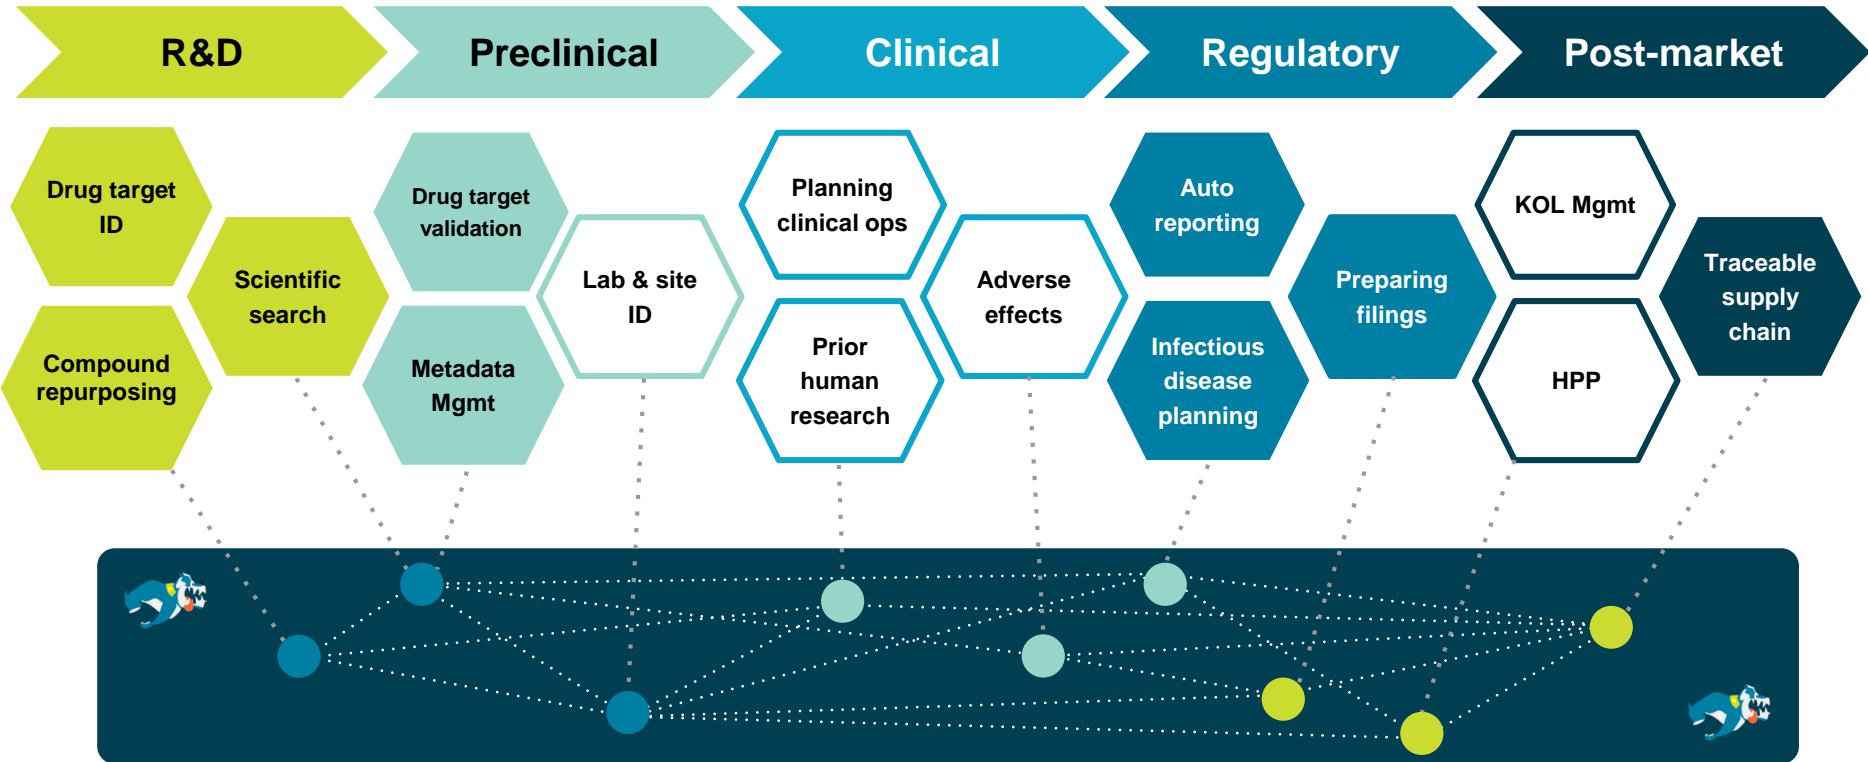 R&D
Preclinical
Clinical
Regulatory
Post-market
Drug target
ID
Scientific
search
Compound
repurposing
Drug target
validation
Lab & site
ID
Metadata
Mgmt
Planning
clinical ops
Adverse
effects
Prior
human
research
Auto
reporting
Preparing
filings
Infectious
disease
planning
KOL Mgmt
Traceable
supply
chain
HPP